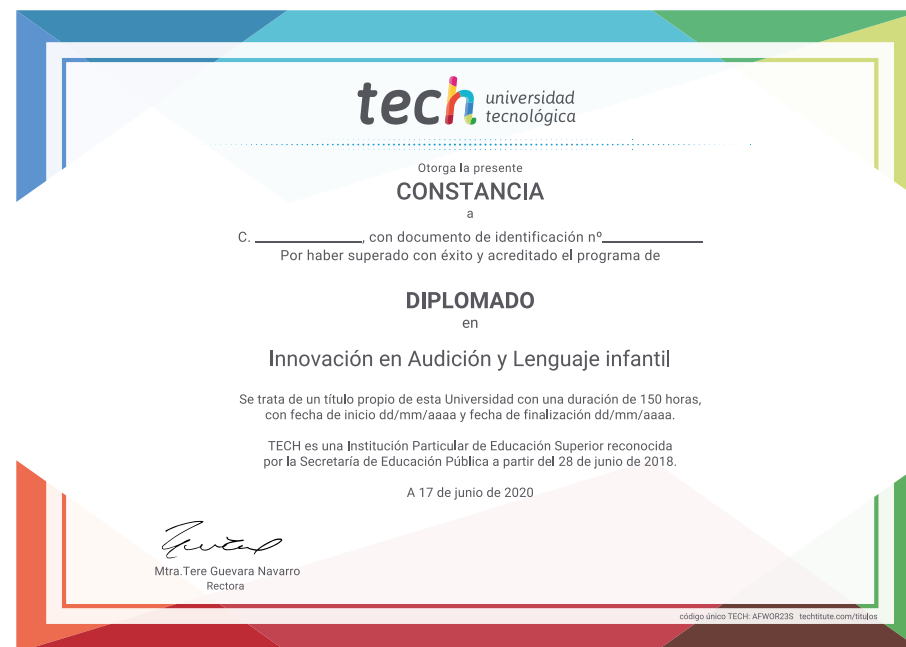 tech universidad
tecnológica
Otorga la presente
CONSTANCIA
a
C. ______________, con documento de identificación nº_____________
Por haber superado con éxito y acreditado el programa de
DIPLOMADO
en
Innovación en Audición y Lenguaje infantil
Se trata de un título propio de esta Universidad con una duración de 150 horas,
con fecha de inicio dd/mm/aaaa y fecha de finalización dd/mm/aaaa.
TECH es una Institución Particular de Educación Superior reconocida
por la Secretaría de Educación Pública a partir del 28 de junio de 2018.
A 17 de junio de 2020
Mtra.Tere Guevara Navarro
Rectora
código único TECH: AFWOR23S techtitute.com/titulos